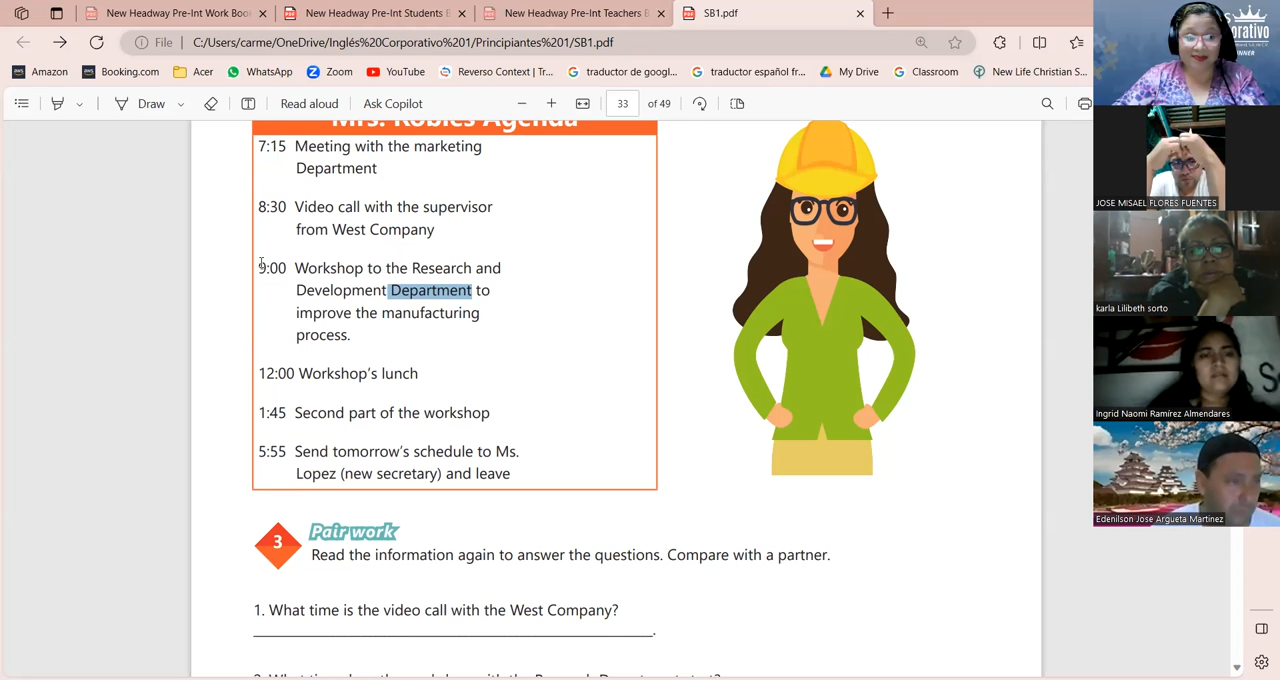 New Headway Pre-Int Work Boo
New Headway Pre-Int Students B
New Headway Pre-Int Teachers B
SB1.pdf
File
C:/Users/carme/OneDrive/Inglés%20Corporativo%201/Principiantes%201/SB1.pdf
Amazon
Booking.com
Acer
WhatsApp
Zoom
YouTube
Reverso Context | Tr...
traductor de googl...
traductor español fr...
My Drive
Classroom
New Life Christian S...
Draw
Read aloud
Ask Copilot
33
of 49
Mrs. Robles Agenda
7:15 Meeting with the marketing
Department
8:30 Video call with the supervisor
from West Company
9:00 Workshop to the Research and
Development Department to
improve the manufacturing
process.
12:00 Workshop's lunch
1:45 Second part of the workshop
5:55 Send tomorrow's schedule to Ms.
Lopez (new secretary) and leave
3
Pair work
Read the information again to answer the questions. Compare with a partner.
1. What time is the video call with the West Company?
JOSE MISAEL FLORES FUENTES
karla Lilibeth sorto
Ingrid Naomi Ramírez Almendares
Edenilson Jose Argueta Martinez